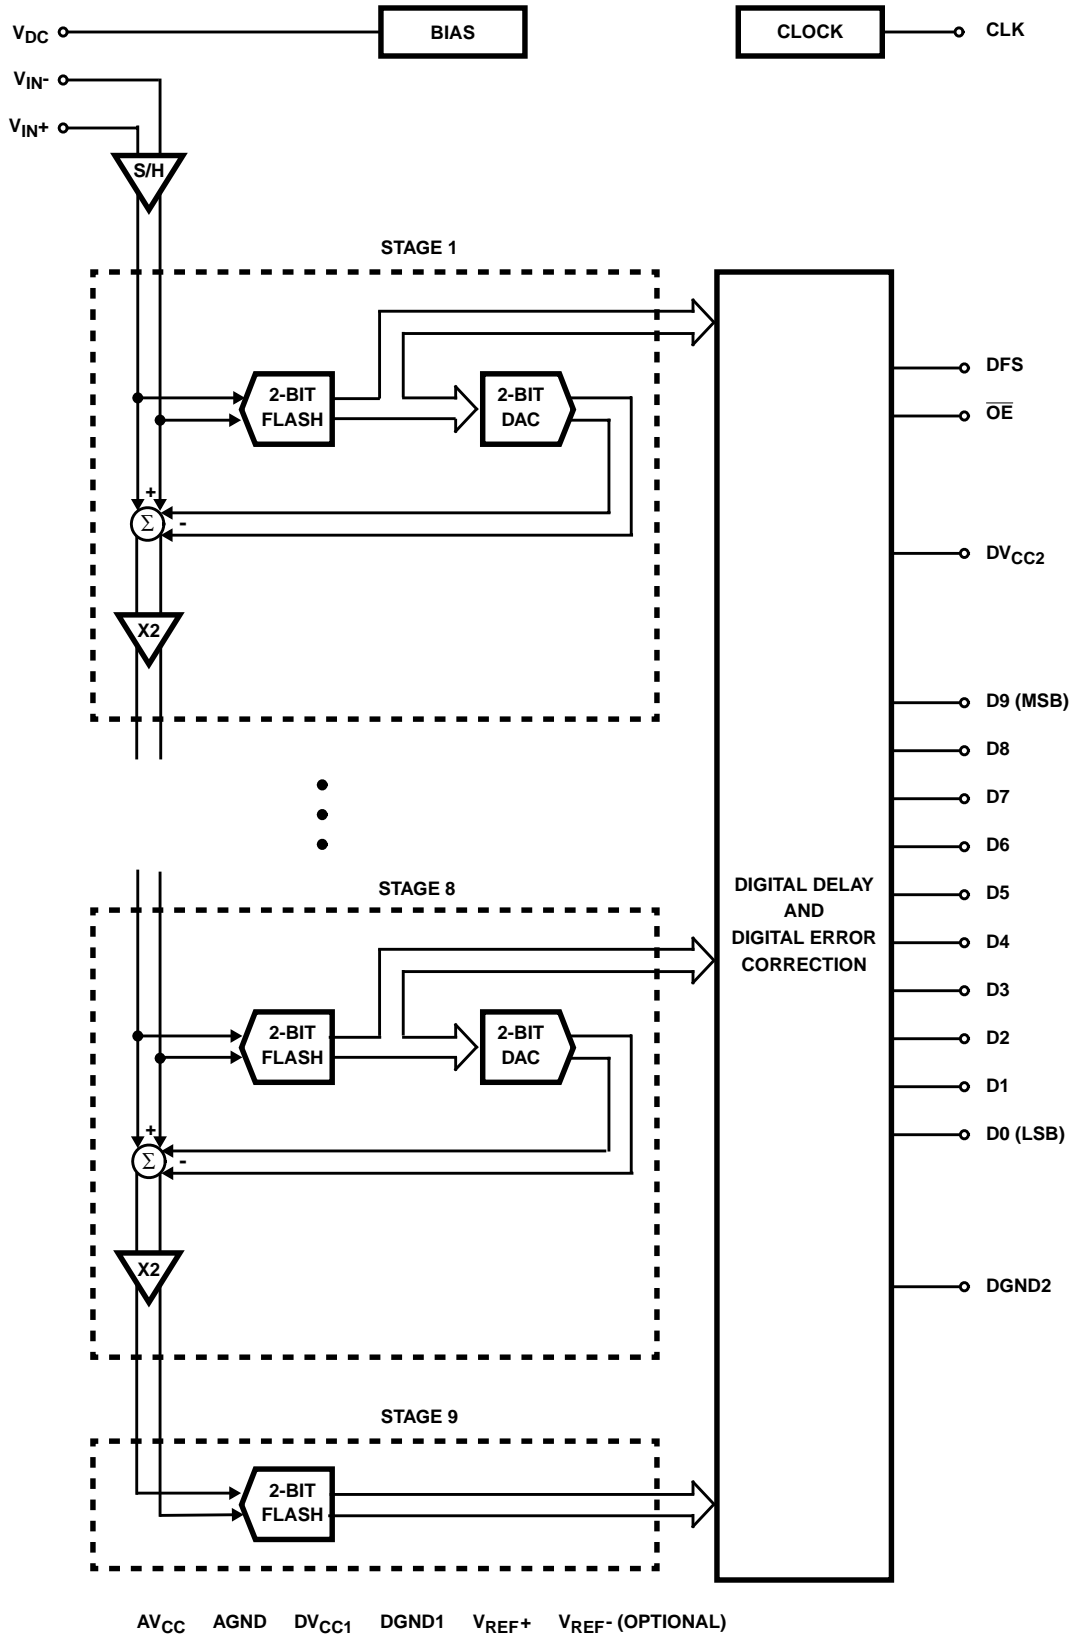 VDC BIAS CLOCK CLK
VIN-
VIN+
S/H
STAGE 1
2-BIT
FLASH
2-BIT
DAC
+
Σ -
X2
STAGE 8
2-BIT
FLASH
2-BIT
DAC
+
Σ -
X2
STAGE 9
2-BIT
FLASH
DIGITAL DELAY
AND
DIGITAL ERROR
CORRECTION
DFS
O̅E̅
DVCC2
D9 (MSB)
D8
D7
D6
D5
D4
D3
D2
D1
D0 (LSB)
DGND2
AVCC AGND DVCC1 DGND1 VREF+ VREF- (OPTIONAL)